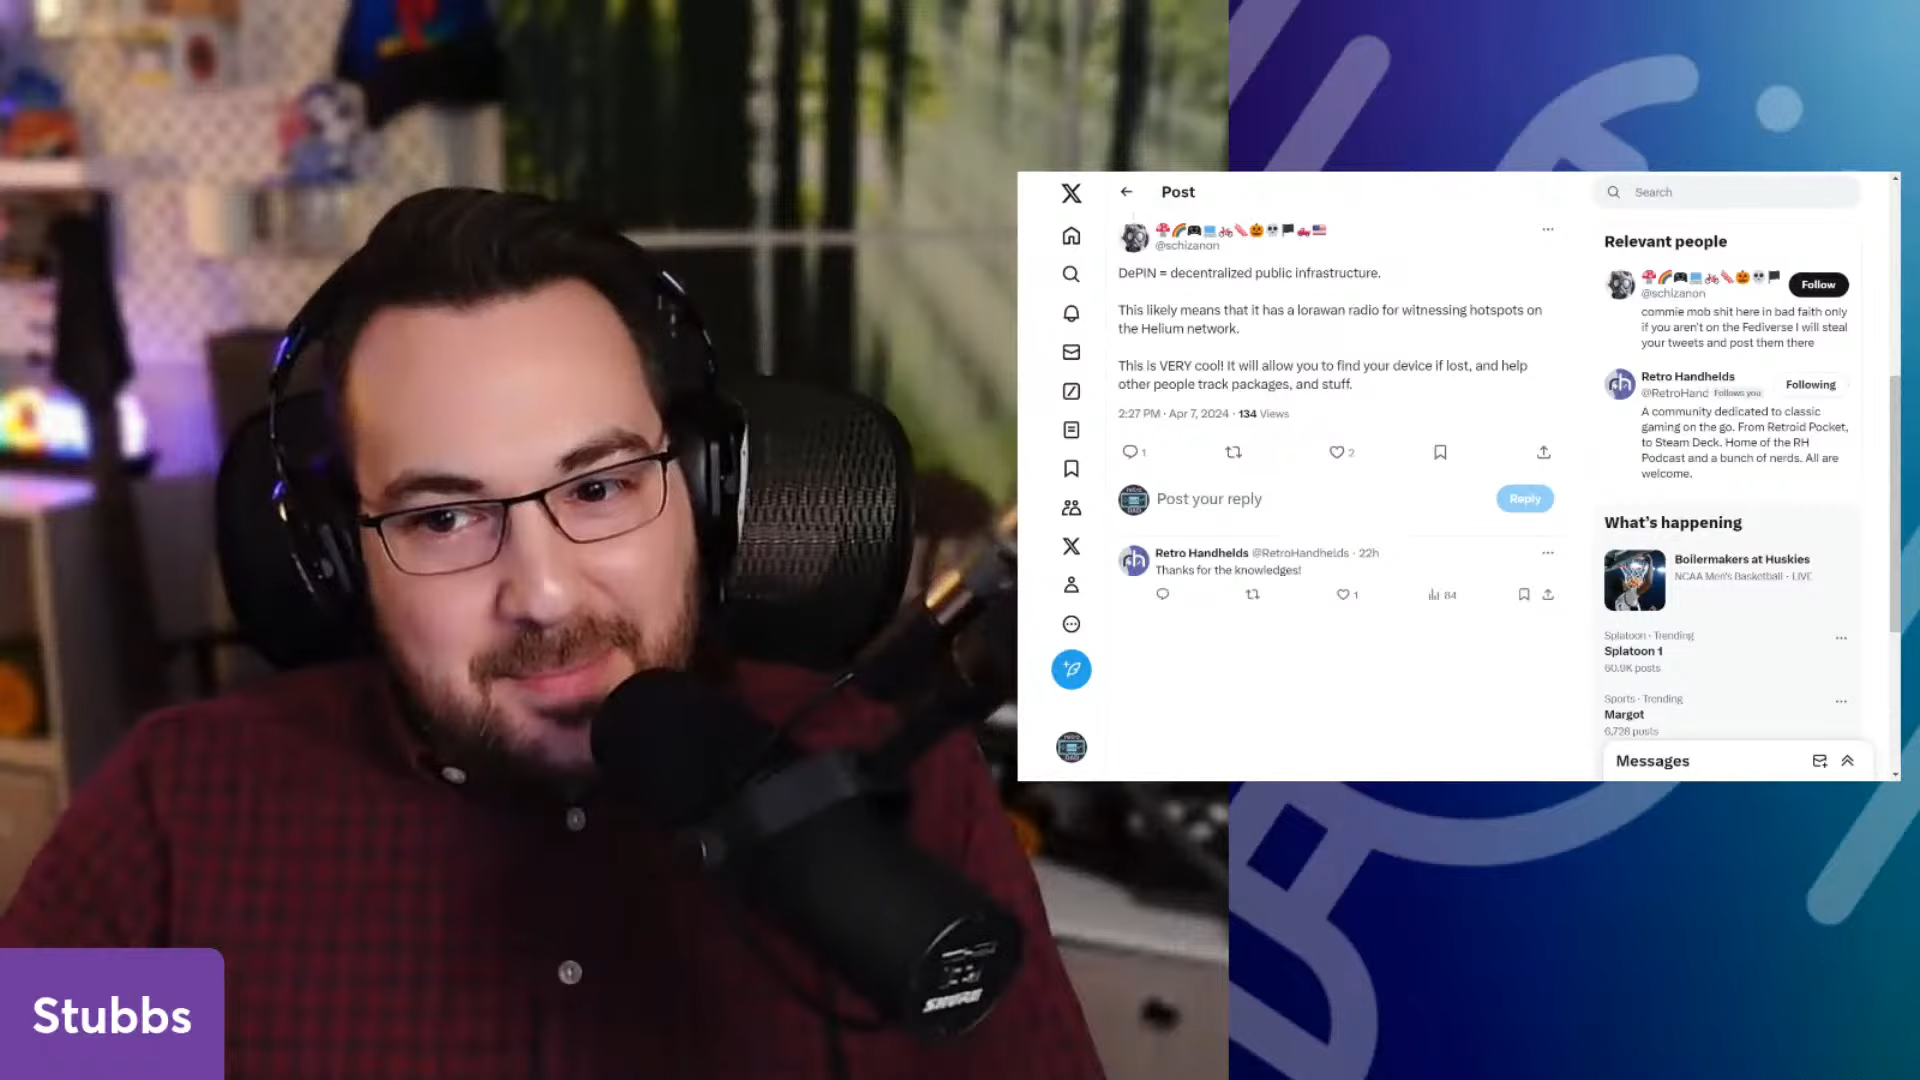 Post
Search
🍄🌈🎮💻🚲🌭🎃💀🏴🏍️🇺🇸
@schizanon
DePIN = decentralized public infrastructure.
This likely means that it has a lorawan radio for witnessing hotspots on
the Helium network.
This is VERY cool! It will allow you to find your device if lost, and help
other people track packages, and stuff.
2:27 PM · Apr 7, 2024 · 134 Views
1
2
Post your reply
Reply
Retro Handhelds @RetroHandhelds · 22h
Thanks for the knowledges!
1
84
Relevant people
@schizanon
Follow
commie mob shit here in bad faith only
if you aren't on the Fediverse I will steal
your tweets and post them there
Retro Handhelds
@RetroHand Follows you
Following
A community dedicated to classic
gaming on the go. From Retroid Pocket,
to Steam Deck. Home of the RH
Podcast and a bunch of nerds. All are
welcome.
What's happening
Boilermakers at Huskies
NCAA Men's Basketball · LIVE
Splatoon · Trending
Splatoon 1
60.9K posts
Sports · Trending
Margot
6,728 posts
Messages
SHURE
Stubbs